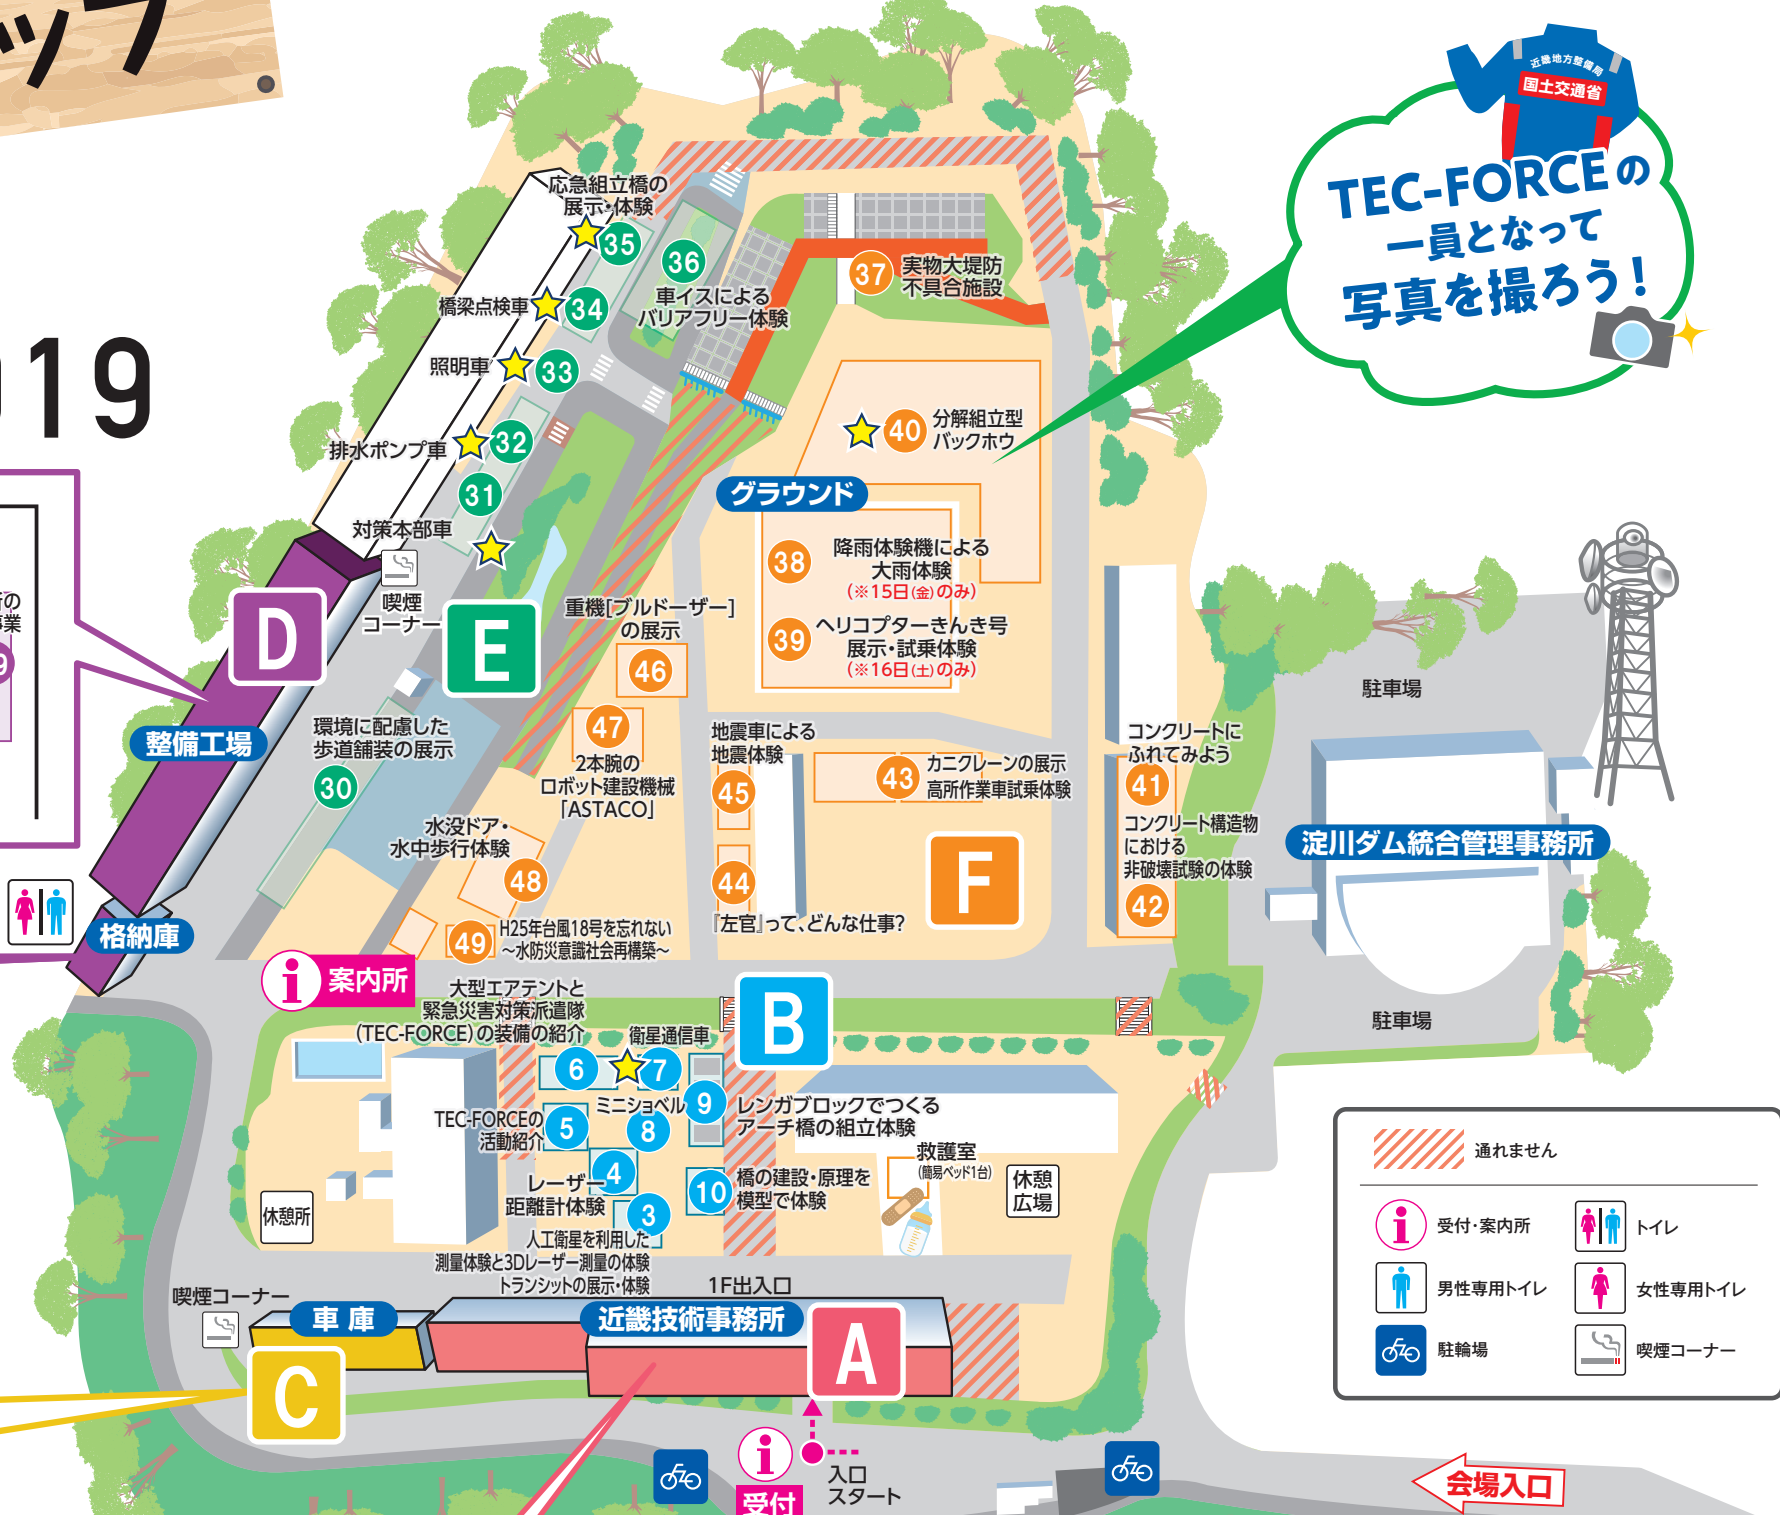 ップ
019
近畿地方整備局
国土交通省
TEC-FORCEの
一員となって
写真を撮ろう!
応急組立橋の
展示・体験
35
36
車イスによる
バリアフリー体験
37
実物大堤防
不具合施設
橋梁点検車
34
照明車
33
排水ポンプ車
32
31
対策本部車
喫煙
コーナー
40
分解組立型
バックホウ
グラウンド
38
降雨体験機による
大雨体験
(※15日(金)のみ)
39
ヘリコプターきんき号
展示・試乗体験
(※16日(土)のみ)
の
業
9
D
E
整備工場
重機[ブルドーザー]
の展示
46
47
2本腕の
ロボット建設機械
「ASTACO」
環境に配慮した
歩道舗装の展示
30
水没ドア・
水中歩行体験
48
49
H25年台風18号を忘れない
~水防災意識社会再構築~
地震車による
地震体験
45
43
カニクレーンの展示
高所作業車試乗体験
44
『左官』って、どんな仕事?
F
コンクリートに
ふれてみよう
41
コンクリート構造物
における
非破壊試験の体験
42
駐車場
淀川ダム統合管理事務所
駐車場
格納庫
案内所
B
大型エアテントと
緊急災害対策派遣隊
(TEC-FORCE)の装備の紹介
6
衛星通信車
7
TEC-FORCEの
活動紹介
5
ミニショベル
8
9
レンガブロックでつくる
アーチ橋の組立体験
レーザー
距離計体験
4
10
橋の建設・原理を
模型で体験
3
人工衛星を利用した
測量体験と3Dレーザー測量の体験
トランシットの展示・体験
救護室
(簡易ベッド1台)
休憩
広場
休憩所
1F出入口
喫煙コーナー
車庫
C
近畿技術事務所
A
受付
入口
スタート
会場入口
通れません
受付・案内所
トイレ
男性専用トイレ
女性専用トイレ
駐輪場
喫煙コーナー